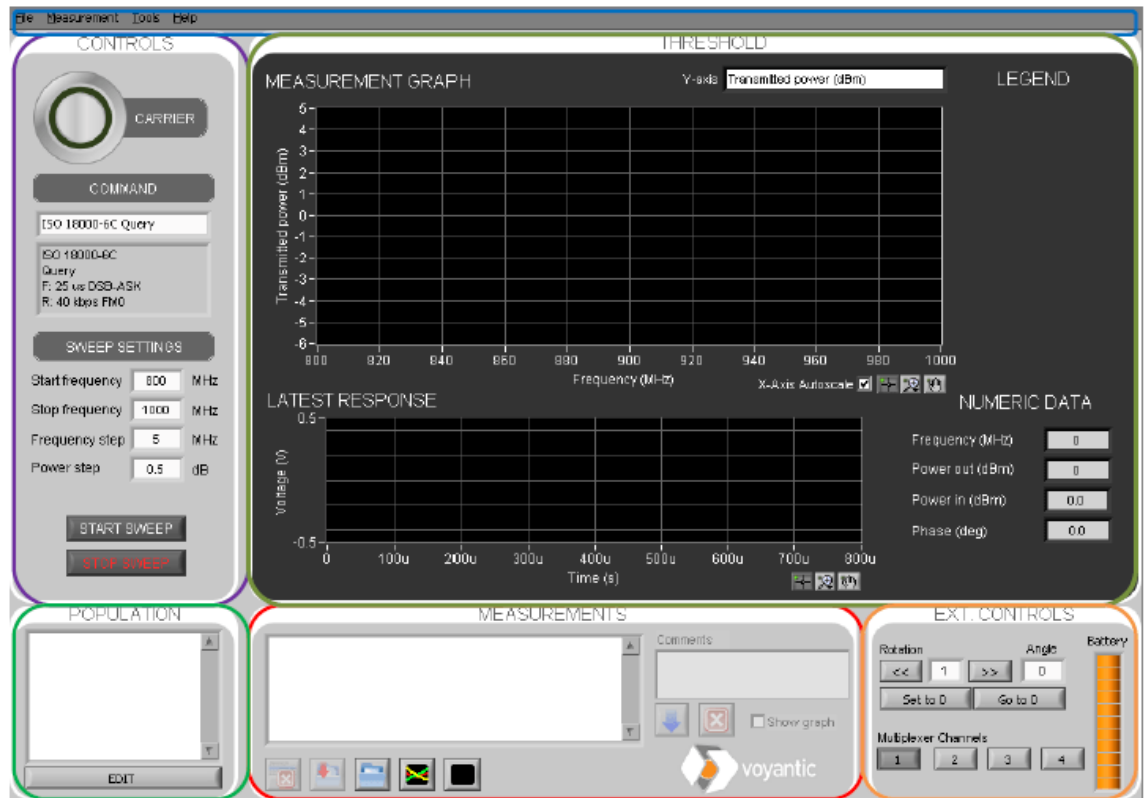 File Measurement Tools Help
CONTROLS
CARRIER
COMMAND
ISO 18000-6C Query
ISO 18000-6C
Query
F: 25 us DSB-ASK
R: 40 kbps FM0
SWEEP SETTINGS
Start frequency 800 MHz
Stop frequency 1000 MHz
Frequency step 5 MHz
Power step 0.5 dB
START SWEEP
STOP SWEEP
THRESHOLD
MEASUREMENT GRAPH
Y-axis Transmitted power (dBm)
LEGEND
Transmitted power (dBm)
5
4
3
2
1
0
-1
-2
-3
-4
-5
-6
800 820 840 860 880 900 920 940 960 980 1000
Frequency (MHz)
X-Axis Autoscale
LATEST RESPONSE
Voltage (V)
0.5
-0.5
0 100u 200u 300u 400u 500u 600u 700u 800u
Time (s)
NUMERIC DATA
Frequency (MHz) 0
Power out (dBm) 0
Power in (dBm) 0.0
Phase (deg) 0.0
POPULATION
EDIT
MEASUREMENTS
Comments
Show graph
voyantic
EXT. CONTROLS
Rotation Angle Battery
<< 1 >> 0
Set to 0 Go to 0
Multiplexer Channels
1 2 3 4